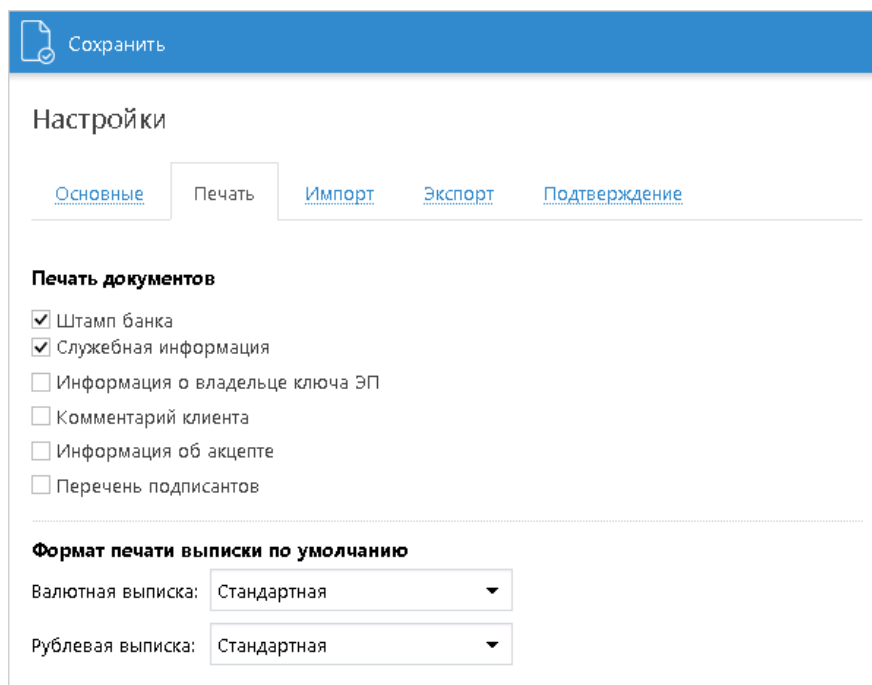 Сохранить
Настройки
Основные Печать Импорт Экспорт Подтверждение
Печать документов
Штамп банка
Служебная информация
Информация о владельце ключа ЭП
Комментарий клиента
Информация об акцепте
Перечень подписантов
Формат печати выписки по умолчанию
Валютная выписка: Стандартная
Рублевая выписка: Стандартная